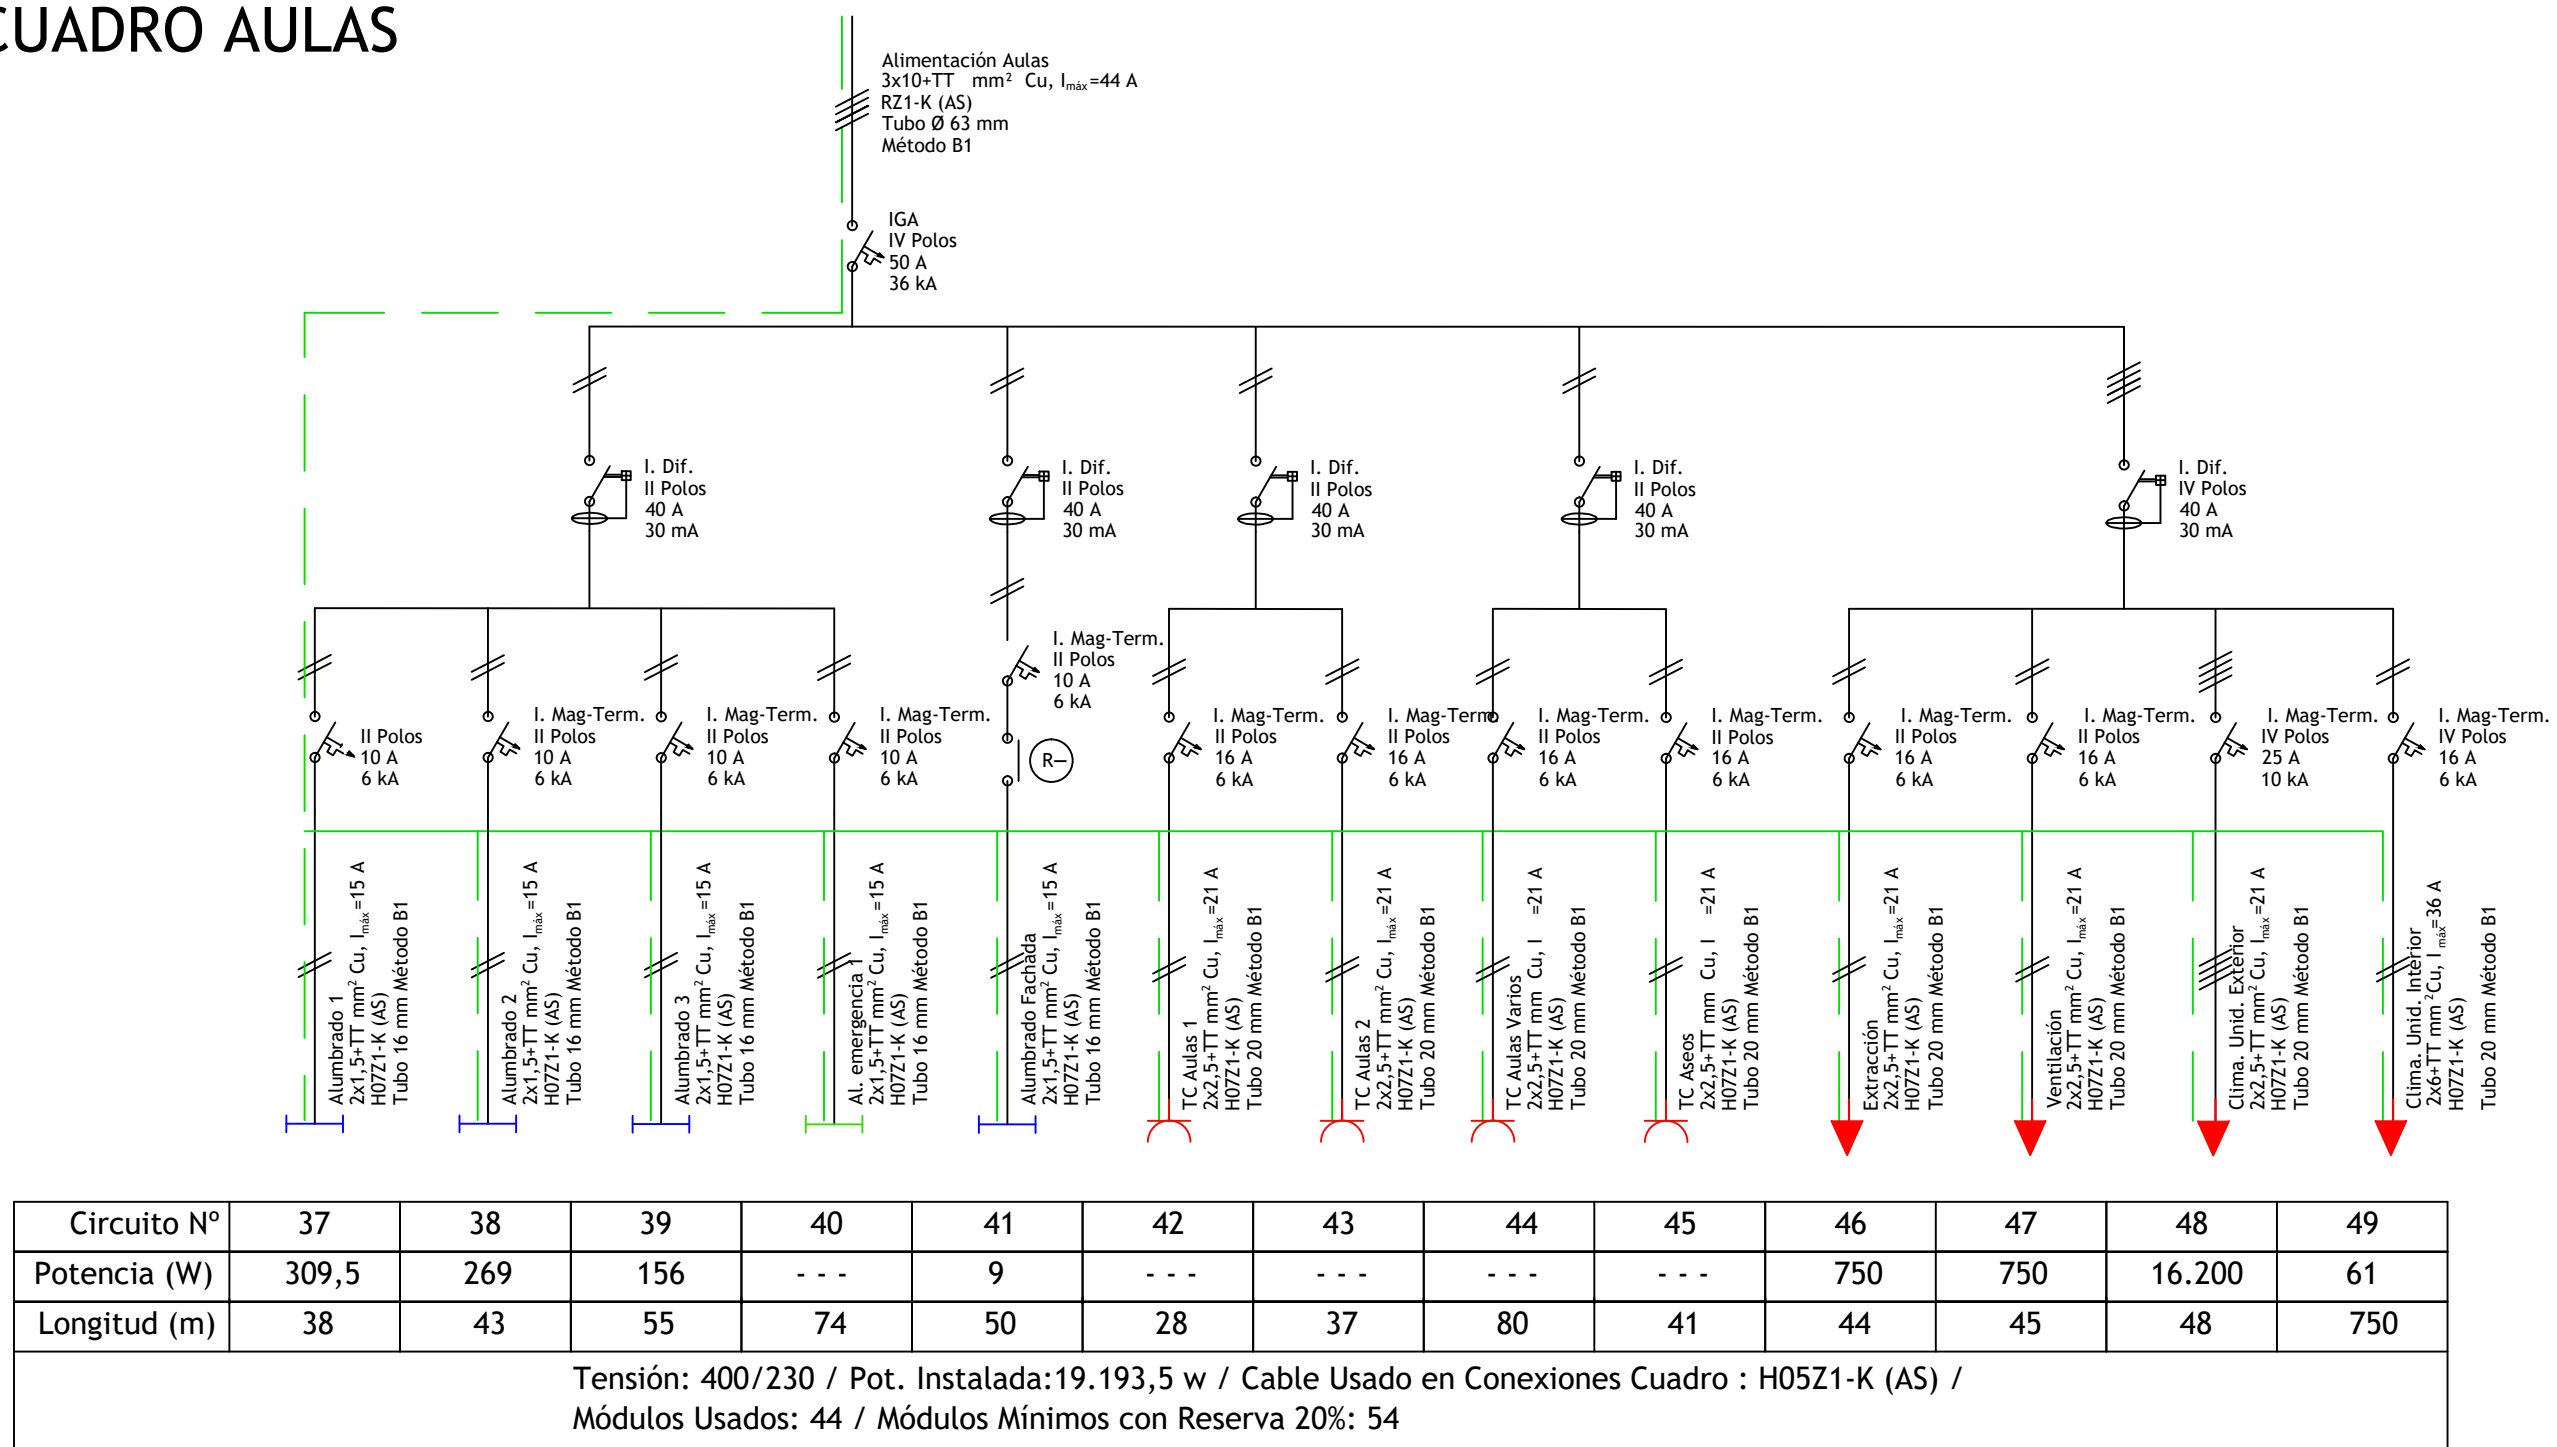 CUADRO AULAS
Alimentación Aulas
3x10+TT mm² Cu, Imáx=44 A
RZ1-K (AS)
Tubo Ø 63 mm
Método B1
IGA
IV Polos
50 A
36 kA
I. Dif.
II Polos
40 A
30 mA
I. Dif.
II Polos
40 A
30 mA
I. Dif.
II Polos
40 A
30 mA
I. Dif.
II Polos
40 A
30 mA
I. Dif.
IV Polos
40 A
30 mA
II Polos
10 A
6 kA
I. Mag-Term.
II Polos
10 A
6 kA
I. Mag-Term.
II Polos
10 A
6 kA
I. Mag-Term.
II Polos
10 A
6 kA
I. Mag-Term.
II Polos
10 A
6 kA
R
I. Mag-Term.
II Polos
16 A
6 kA
I. Mag-Term.
II Polos
16 A
6 kA
I. Mag-Term.
II Polos
16 A
6 kA
I. Mag-Term.
II Polos
16 A
6 kA
I. Mag-Term.
II Polos
16 A
6 kA
I. Mag-Term.
II Polos
16 A
6 kA
I. Mag-Term.
IV Polos
25 A
10 kA
I. Mag-Term.
IV Polos
16 A
6 kA
Alumbrado 1
2x1,5+TT mm² Cu, Imáx=15 A
H07Z1-K (AS)
Tubo 16 mm Método B1
Alumbrado 2
2x1,5+TT mm² Cu, Imáx=15 A
H07Z1-K (AS)
Tubo 16 mm Método B1
Alumbrado 3
2x1,5+TT mm² Cu, Imáx=15 A
H07Z1-K (AS)
Tubo 16 mm Método B1
Al. emergencia 1
2x1,5+TT mm² Cu, Imáx=15 A
H07Z1-K (AS)
Tubo 16 mm Método B1
Alumbrado Fachada
2x1,5+TT mm² Cu, Imáx=15 A
H07Z1-K (AS)
Tubo 16 mm Método B1
TC Aulas 1
2x2,5+TT mm² Cu, Imáx=21 A
H07Z1-K (AS)
Tubo 20 mm Método B1
TC Aulas 2
2x2,5+TT mm² Cu, Imáx=21 A
H07Z1-K (AS)
Tubo 20 mm Método B1
TC Aulas Varios
2x2,5+TT mm Cu, I =21 A
H07Z1-K (AS)
Tubo 20 mm Método B1
TC Aseos
2x2,5+TT mm Cu, I =21 A
H07Z1-K (AS)
Tubo 20 mm Método B1
Extracción
2x2,5+TT mm² Cu, Imáx=21 A
H07Z1-K (AS)
Tubo 20 mm Método B1
Ventilación
2x2,5+TT mm² Cu, Imáx=21 A
H07Z1-K (AS)
Tubo 20 mm Método B1
Clima. Unid. Exterior
2x2,5+TT mm² Cu, Imáx=21 A
H07Z1-K (AS)
Tubo 20 mm Método B1
Clima. Unid. Interior
2x6+TT mm² Cu, Imáx=36 A
H07Z1-K (AS)
Tubo 20 mm Método B1
Circuito Nº 37 38 39 40 41 42 43 44 45 46 47 48 49
Potencia (W) 309,5 269 156 - - - 9 - - - - - - - - - - - - 750 750 16.200 61
Longitud (m) 38 43 55 74 50 28 37 80 41 44 45 48 750
Tensión: 400/230 / Pot. Instalada:19.193,5 w / Cable Usado en Conexiones Cuadro : H05Z1-K (AS) /
Módulos Usados: 44 / Módulos Mínimos con Reserva 20%: 54